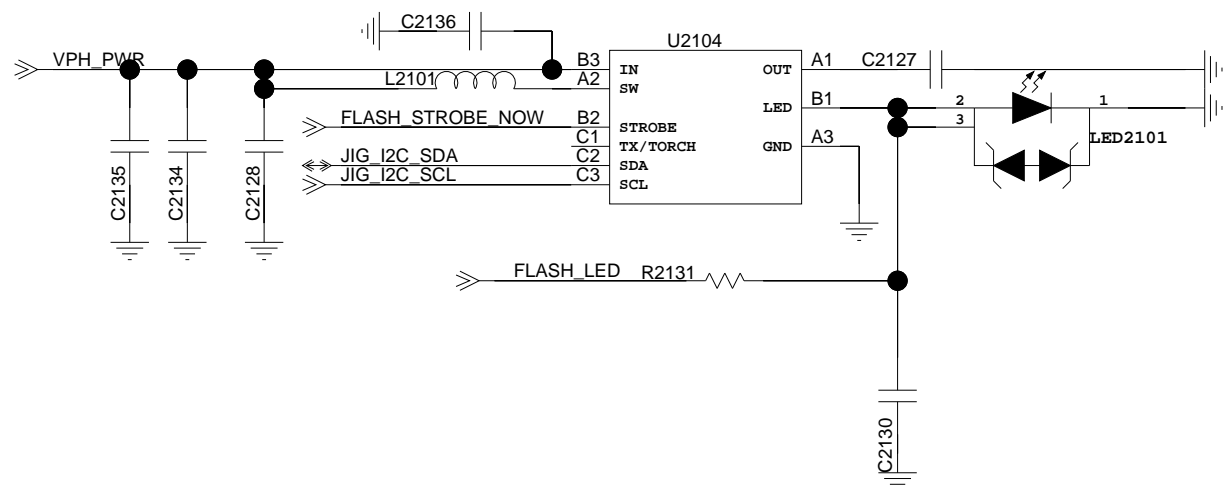 C2136
U2104
VPH_PWR
B3
IN
OUT
A1
C2127
L2101
A2
SW
LED
B1
2
1
FLASH_STROBE_NOW
B2
STROBE
3
C1
TX/TORCH
GND
A3
LED2101
JIG_I2C_SDA
C2
SDA
JIG_I2C_SCL
C3
SCL
C2135
C2134
C2128
FLASH_LED
R2131
C2130